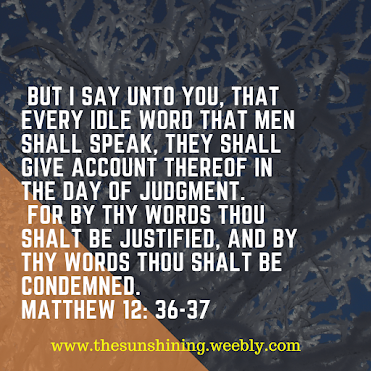 BUT I SAY UNTO YOU, THAT
EVERY IDLE WORD THAT MEN
SHALL SPEAK, THEY SHALL
GIVE ACCOUNT THEREOF IN
THE DAY OF JUDGMENT.
FOR BY THY WORDS THOU
SHALT BE JUSTIFIED, AND BY
THY WORDS THOU SHALT BE
CONDEMNED.
MATTHEW 12: 36-37
www.thesunshining.weebly.com